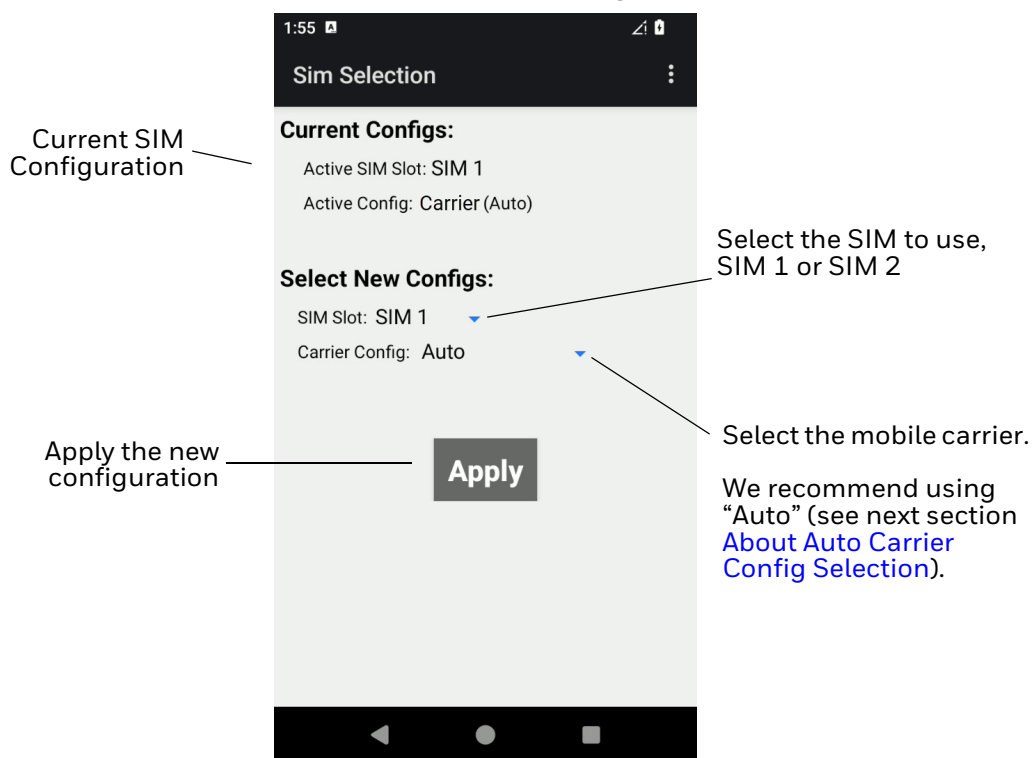 1:55
Sim Selection
Current SIM
Configuration
Current Configs:
Active SIM Slot: SIM 1
Active Config: Carrier (Auto)
Select the SIM to use,
SIM 1 or SIM 2
Select New Configs:
SIM Slot: SIM 1
Carrier Config: Auto
Apply the new
configuration
Apply
Select the mobile carrier.
We recommend using
“Auto” (see next section
About Auto Carrier
Config Selection).